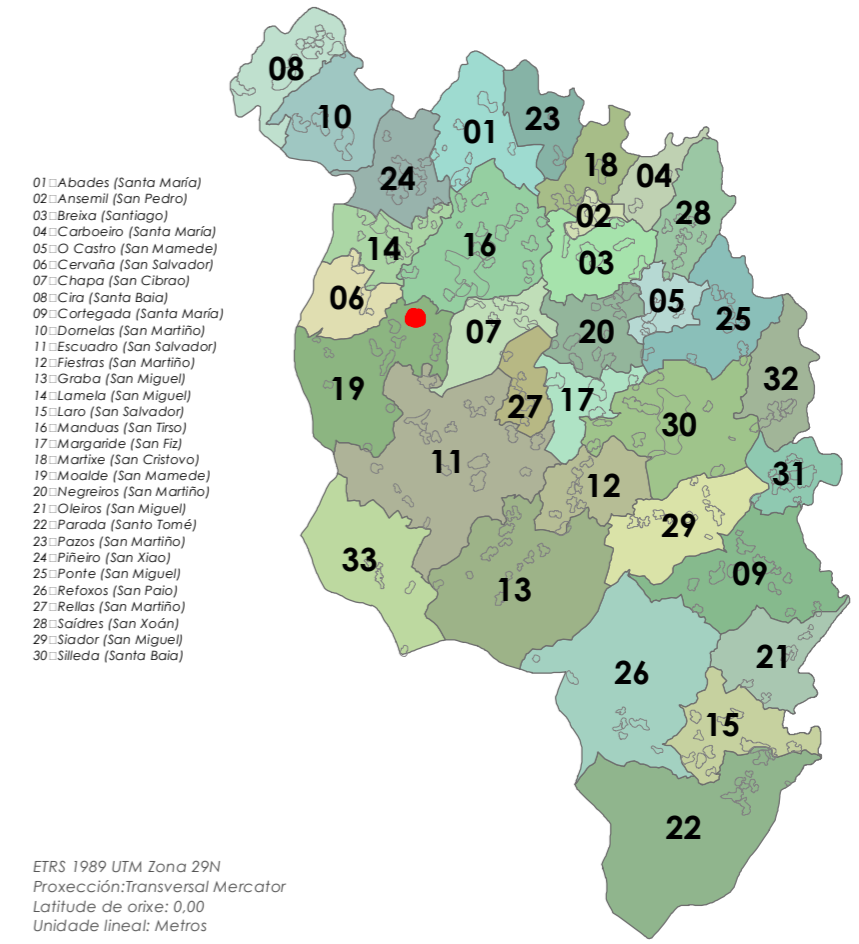 08
10
01
23
18
04
24
02
28
14
16
03
06
05
25
07
20
19
32
17
27
30
11
12
31
29
33
09
13
26
21
15
22
01□Abades (Santa María)
02□Ansemil (San Pedro)
03□Breixa (Santiago)
04□Carboeiro (Santa María)
05□O Castro (San Mamede)
06□Cervaña (San Salvador)
07□Chapa (San Cibrao)
08□Cira (Santa Baia)
09□Cortegada (Santa María)
10□Dornelas (San Martiño)
11□Escuadro (San Salvador)
12□Fiestras (San Martiño)
13□Graba (San Miguel)
14□Lamela (San Miguel)
15□Laro (San Salvador)
16□Manduas (San Tirso)
17□Margaride (San Fiz)
18□Martixe (San Cristovo)
19□Moalde (San Mamede)
20□Negreiros (San Martiño)
21□Oleiros (San Miguel)
22□Parada (Santo Tomé)
23□Pazos (San Martiño)
24□Piñeiro (San Xiao)
25□Ponte (San Miguel)
26□Refoxos (San Paio)
27□Rellas (San Martiño)
28□Saídres (San Xoán)
29□Siador (San Miguel)
30□Silleda (Santa Baia)
ETRS 1989 UTM Zona 29N
Proxección:Transversal Mercator
Latitude de orixe: 0,00
Unidade lineal: Metros